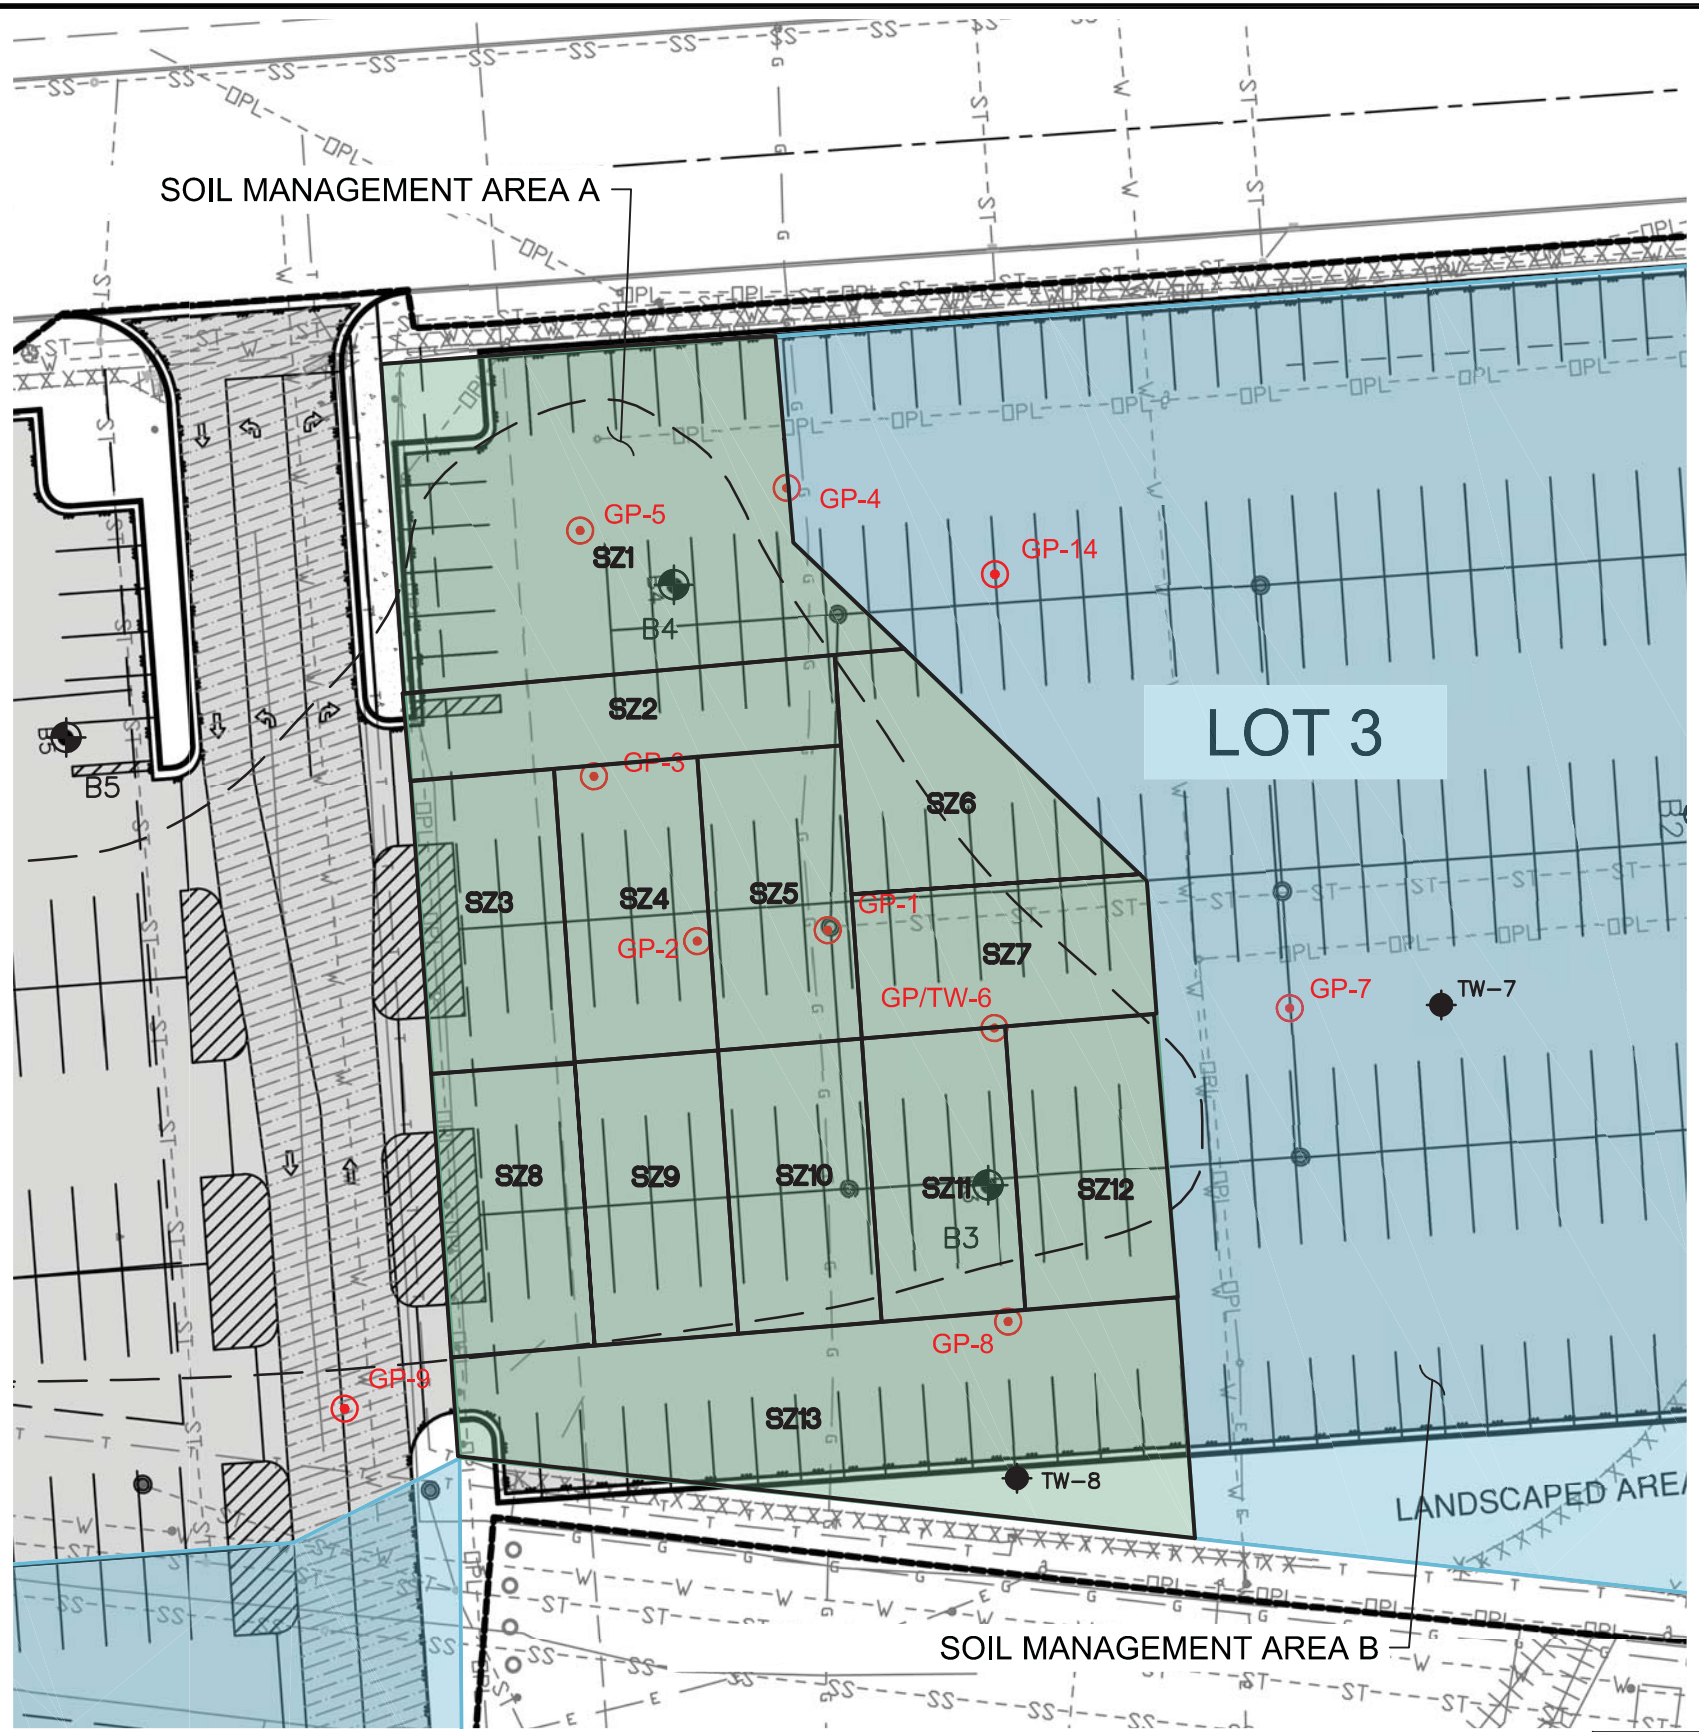 SOIL MANAGEMENT AREA A
GP-4
GP-5
GP-14
SZ1
B4
SZ2
LOT 3
B5
B5
GP-3
SZ6
B2
SZ3
SZ4
SZ5
GP-1
GP-2
SZ7
GP/TW-6
GP-7
TW-7
SZ8
SZ9
SZ10
SZ11
SZ12
B3
GP-8
GP-9
SZ13
TW-8
LANDSCAPED AREA
SOIL MANAGEMENT AREA B